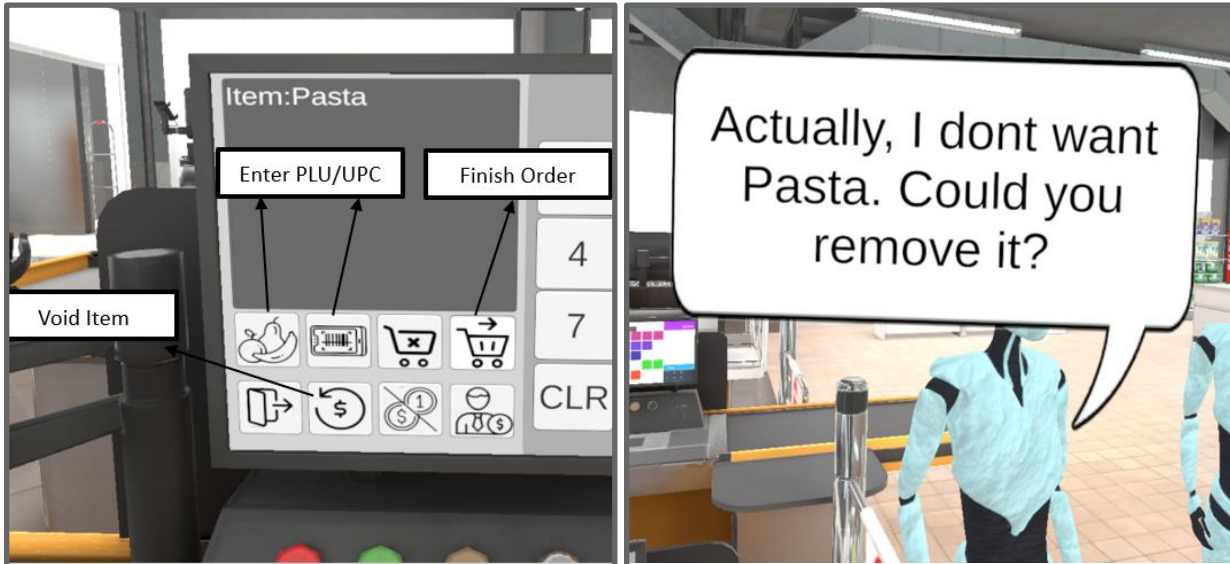 Item:Pasta
Enter PLU/UPC
Finish Order
Void Item
4
7
CLR
Actually, I dont want
Pasta. Could you
remove it?